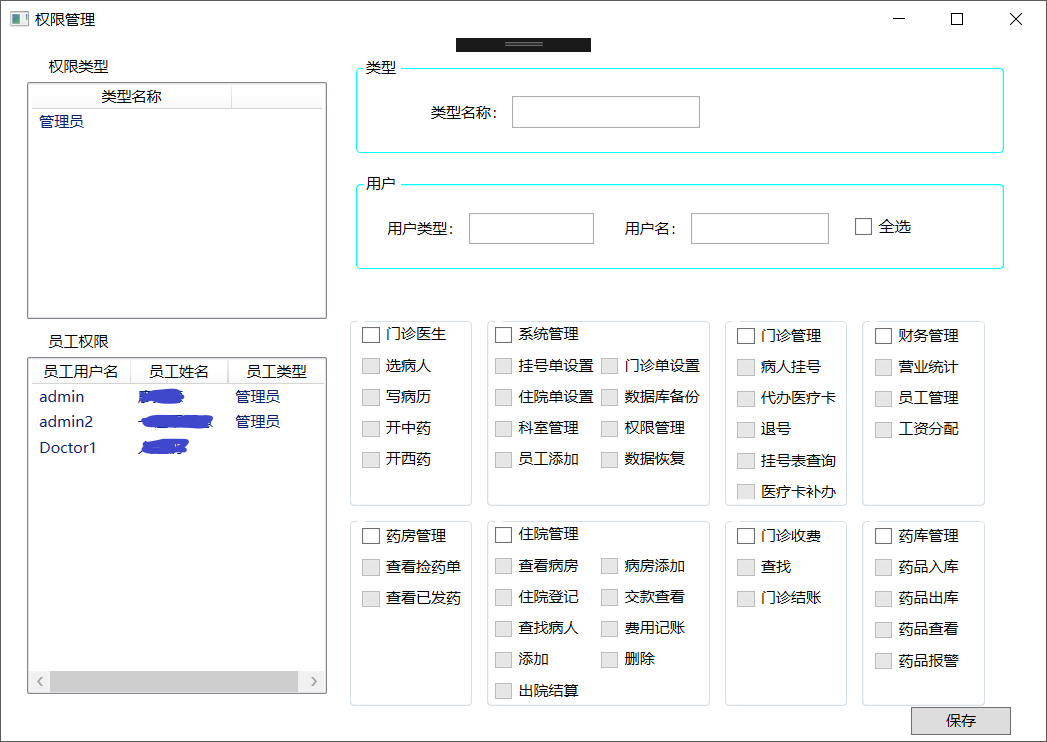 权限管理
权限类型
类型名称
管理员
员工权限
员工用户名 员工姓名 员工类型
admin 管理员
admin2 管理员
Doctor1
类型
类型名称：
用户
用户类型： 用户名： 全选
门诊医生
选病人
写病历
开中药
开西药
系统管理
挂号单设置 门诊单设置
住院单设置 数据库备份
科室管理 权限管理
员工添加 数据恢复
门诊管理
病人挂号
代办医疗卡
退号
挂号表查询
医疗卡补办
财务管理
营业统计
员工管理
工资分配
药房管理
查看捡药单
查看已发药
住院管理
查看病房 病房添加
住院登记 交款查看
查找病人 费用记账
添加 删除
出院结算
门诊收费
查找
门诊结账
药库管理
药品入库
药品出库
药品查看
药品报警
保存